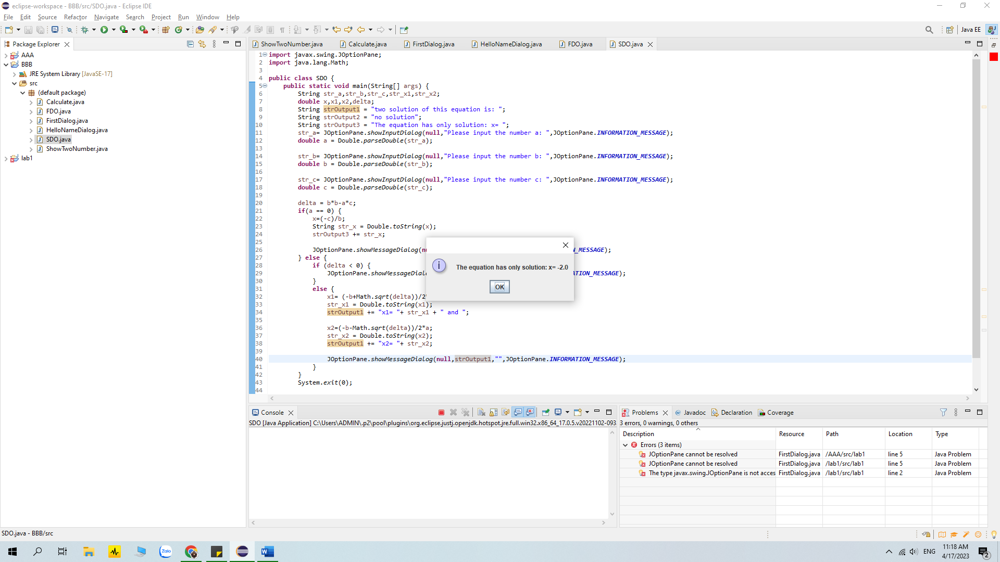 eclipse-workspace - BBB/src/SDO.java - Eclipse IDE
File Edit Source Refactor Navigate Search Project Run Window Help
Java EE
Package Explorer
AAA
BBB
JRE System Library [JavaSE-17]
src
(default package)
Calculate.java
FDO.java
FirstDialog.java
HelloNameDialog.java
SDO.java
ShowTwoNumber.java
lab1
ShowTwoNumber.java Calculate.java FirstDialog.java HelloNameDialog.java FDO.java SDO.java
1 import javax.swing.JOptionPane;
2 import java.lang.Math;
3
4 public class SDO {
5 public static void main(String[] args) {
6 String str_a,str_b,str_c,str_x1,str_x2;
7 double x,x1,x2,delta;
8 String strOutput1 = "two solution of this equation is: ";
9 String strOutput2 = "no solution";
10 String strOutput3 = "The equation has only solution: x= ";
11 str_a= JOptionPane.showInputDialog(null,"Please input the number a: ",JOptionPane.INFORMATION_MESSAGE);
12 double a = Double.parseDouble(str_a);
13
14 str_b= JOptionPane.showInputDialog(null,"Please input the number b: ",JOptionPane.INFORMATION_MESSAGE);
15 double b = Double.parseDouble(str_b);
16
17 str_c= JOptionPane.showInputDialog(null,"Please input the number c: ",JOptionPane.INFORMATION_MESSAGE);
18 double c = Double.parseDouble(str_c);
19
20 delta = b*b-a*c;
21 if(a == 0) {
22 x=(-c)/b;
23 String str_x = Double.toString(x);
24 strOutput3 += str_x;
25
26 JOptionPane.showMessageDialog( _MESSAGE);
27 } else {
28 if (delta < 0) {
29 JOptionPane.showMessageDial ATION_MESSAGE);
30 }
31 else {
32 x1= (-b+Math.sqrt(delta))/2
33 str_x1 = Double.toString(x1);
34 strOutput1 += "x1= "+ str_x1 + " and ";
35
36 x2=(-b-Math.sqrt(delta))/2*a;
37 str_x2 = Double.toString(x2);
38 strOutput1 += "x2= "+ str_x2;
39
40 JOptionPane.showMessageDialog(null,strOutput1,"",JOptionPane.INFORMATION_MESSAGE);
41 }
42 }
43 System.exit(0);
44
The equation has only solution: x= -2.0
OK
Console
SDO [Java Application] C:\Users\ADMIN\.p2\pool\plugins\org.eclipse.justj.openjdk.hotspot.jre.full.win32.x86_64_17.0.5.v20221102-093
Problems Javadoc Declaration Coverage
3 errors, 0 warnings, 0 others
Description Resource Path Location Type
Errors (3 items)
JOptionPane cannot be resolved FirstDialog.java /AAA/src/lab1 line 5 Java Problem
JOptionPane cannot be resolved FirstDialog.java /lab1/src/lab1 line 5 Java Problem
The type javax.swing.JOptionPane is not acces FirstDialog.java /lab1/src/lab1 line 2 Java Problem
SDO.java - BBB/src
Zalo
ENG
11:18 AM
4/17/2023
2